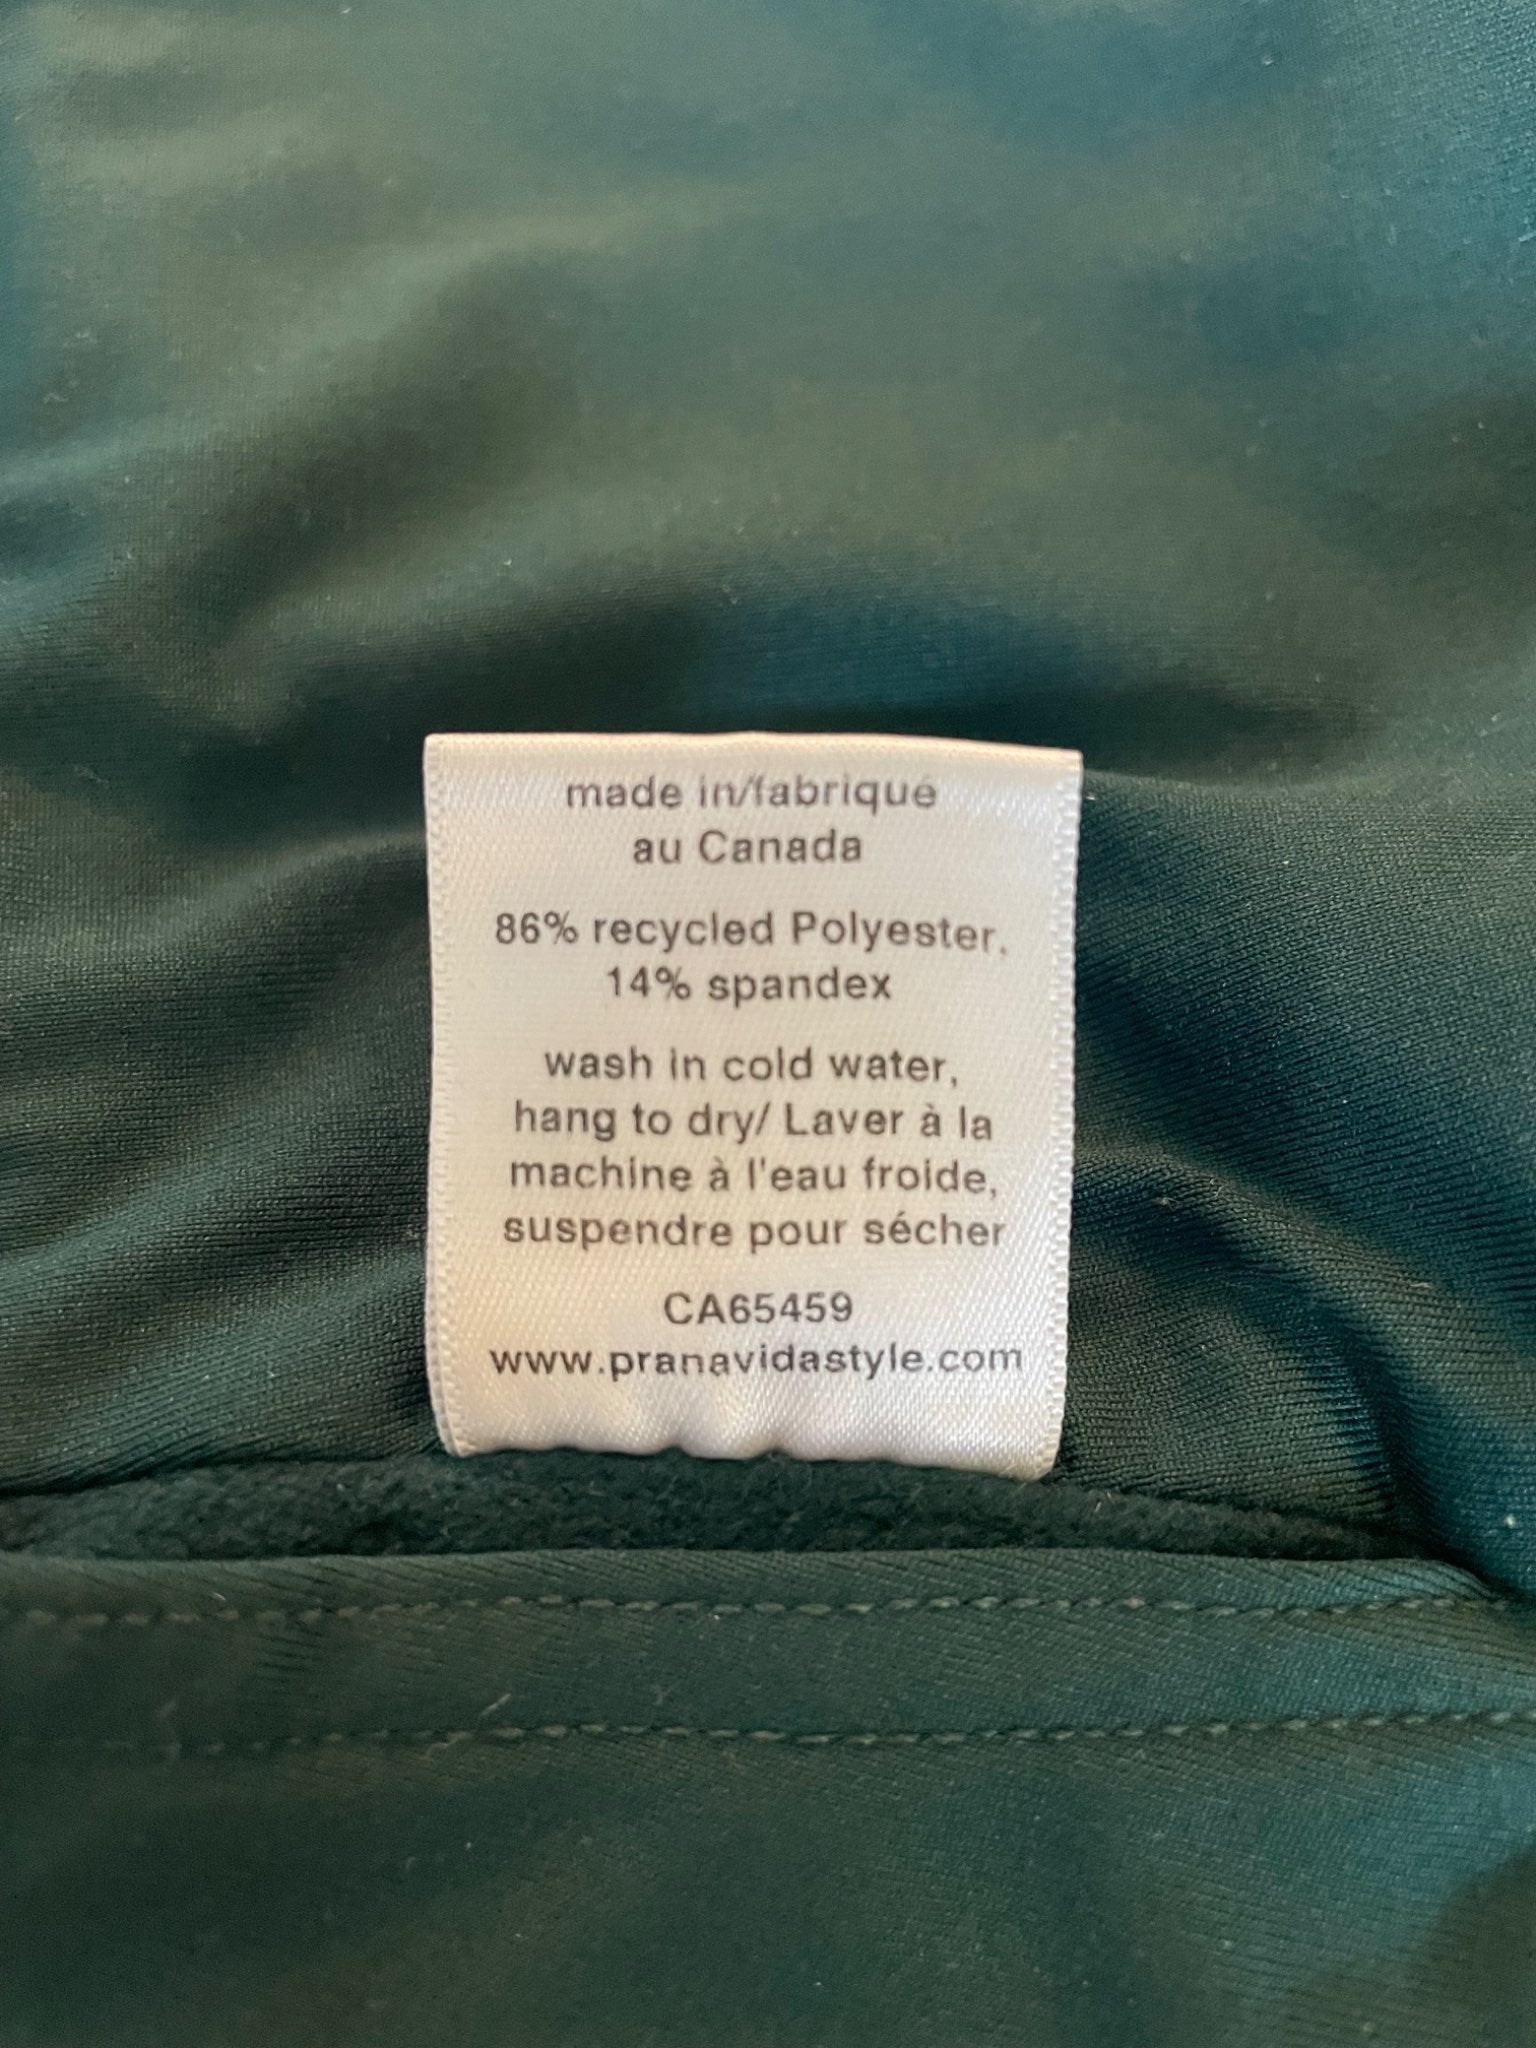 made in/fabriqué
au Canada
86% recycled Polyester,
14% spandex
wash in cold water,
hang to dry/ Laver à la
machine à l'eau froide,
suspendre pour sécher
CA65459
www.pranavidastyle.com